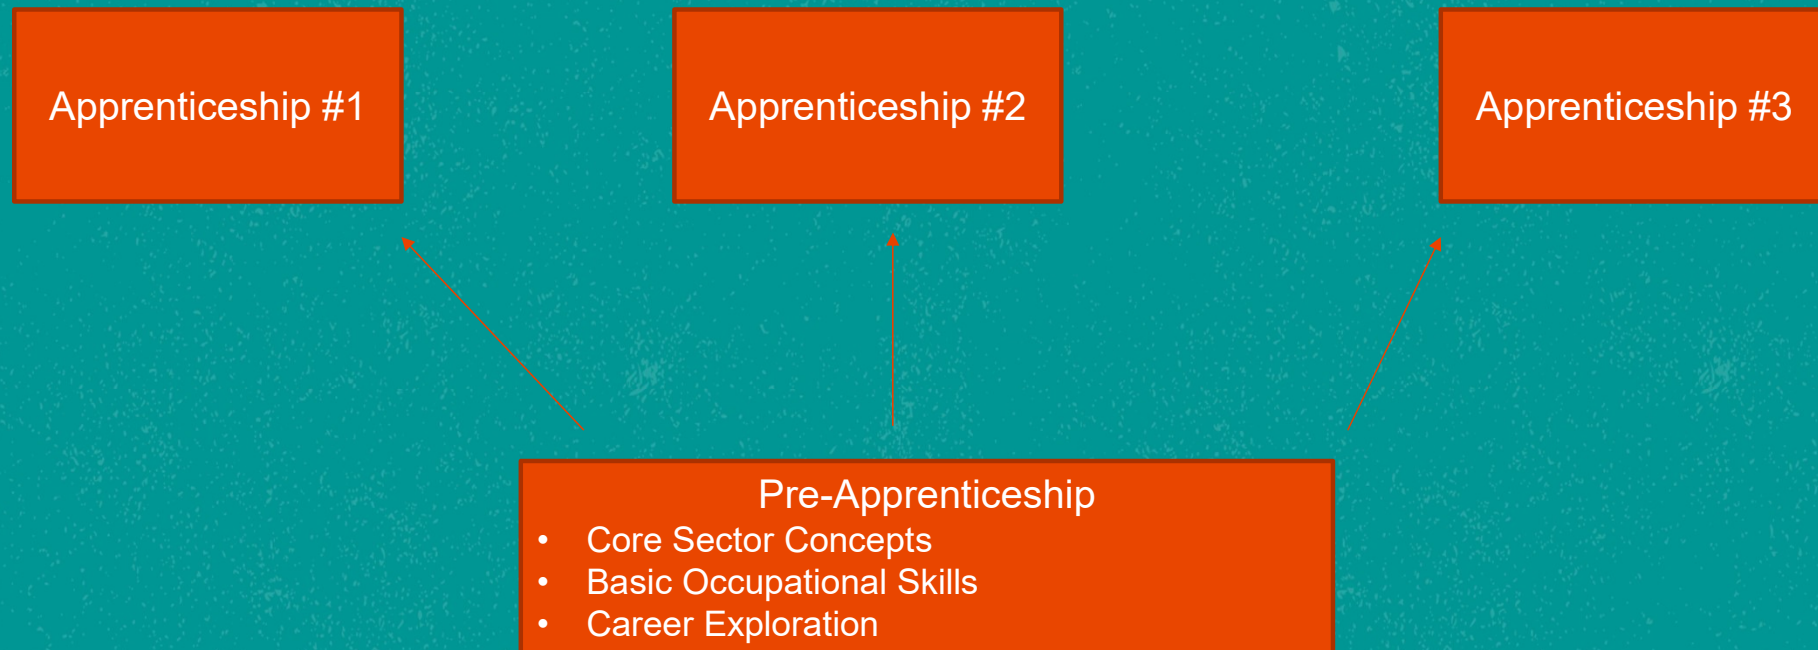 Apprenticeship #1
Apprenticeship #2
Apprenticeship #3
Pre-Apprenticeship
• Core Sector Concepts
• Basic Occupational Skills
• Career Exploration